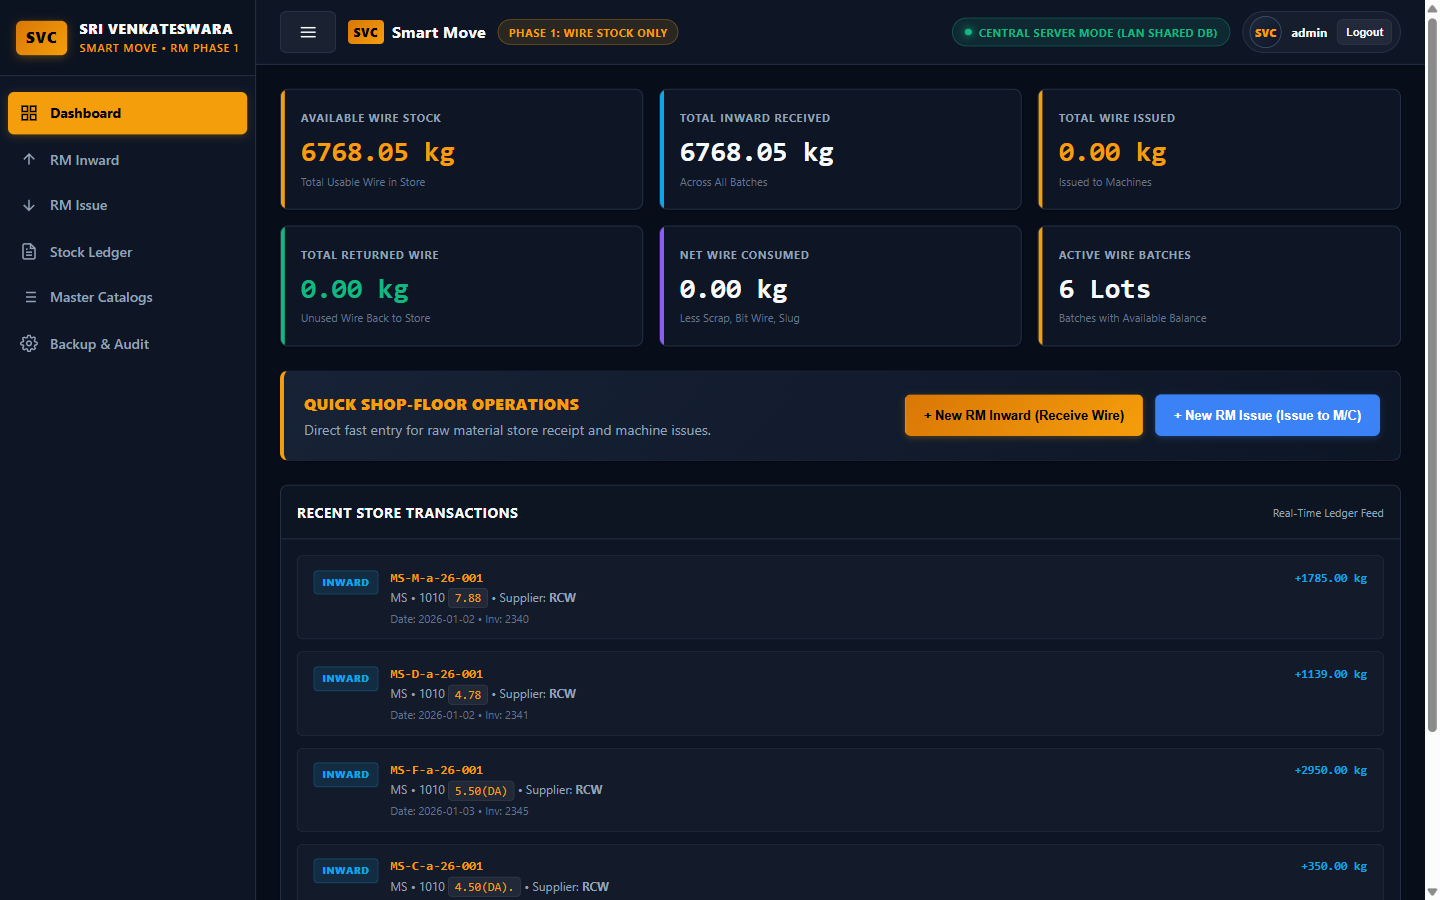 SVC
SRI VENKATESWARA
SMART MOVE • RM PHASE 1
Dashboard
RM Inward
RM Issue
Stock Ledger
Master Catalogs
Backup & Audit
SVC
Smart Move
PHASE 1: WIRE STOCK ONLY
CENTRAL SERVER MODE (LAN SHARED DB)
SVC
admin
Logout
AVAILABLE WIRE STOCK
6768.05 kg
Total Usable Wire in Store
TOTAL INWARD RECEIVED
6768.05 kg
Across All Batches
TOTAL WIRE ISSUED
0.00 kg
Issued to Machines
TOTAL RETURNED WIRE
0.00 kg
Unused Wire Back to Store
NET WIRE CONSUMED
0.00 kg
Less Scrap, Bit Wire, Slug
ACTIVE WIRE BATCHES
6 Lots
Batches with Available Balance
QUICK SHOP-FLOOR OPERATIONS
Direct fast entry for raw material store receipt and machine issues.
+ New RM Inward (Receive Wire)
+ New RM Issue (Issue to M/C)
RECENT STORE TRANSACTIONS
Real-Time Ledger Feed
INWARD
MS-M-a-26-001
+1785.00 kg
MS • 1010 7.88 • Supplier: RCW
Date: 2026-01-02 • Inv: 2340
INWARD
MS-D-a-26-001
+1139.00 kg
MS • 1010 4.78 • Supplier: RCW
Date: 2026-01-02 • Inv: 2341
INWARD
MS-F-a-26-001
+2950.00 kg
MS • 1010 5.50(DA) • Supplier: RCW
Date: 2026-01-03 • Inv: 2345
INWARD
MS-C-a-26-001
+350.00 kg
MS • 1010 4.50(DA). • Supplier: RCW